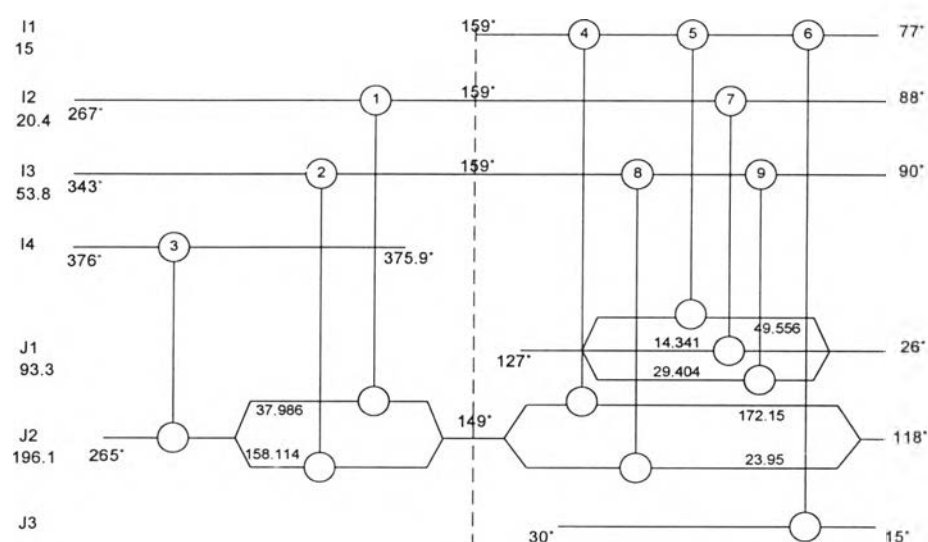 I1 159° 4 5 6 77°
15
I2 267° 1 159° 7 88°
20.4
I3 343° 2 159° 8 9 90°
53.8
I4 3
376° 375.9°
49.556
J1 127° 14.341 26°
93.3
29.404
37.986 149° 172.15
J2 265° 118°
196.1 158.114 23.95
J3 30° 15°